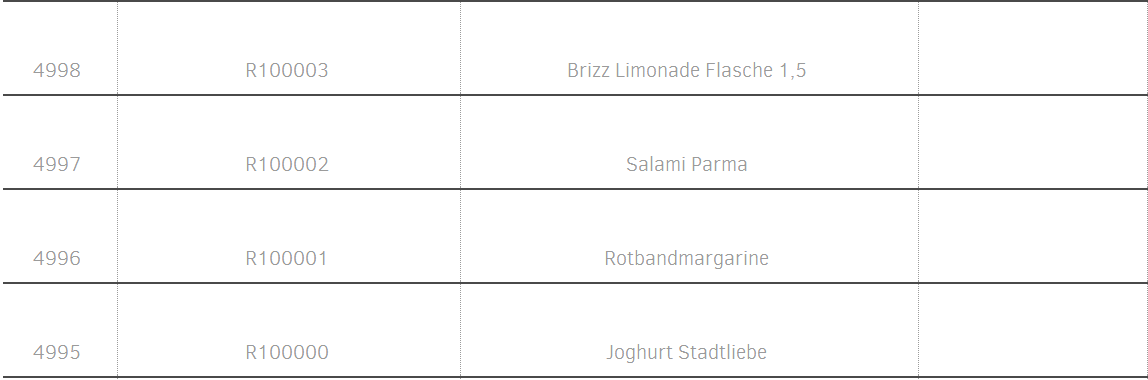 4998 R100003 Brizz Limonade Flasche 1,5
4997 R100002 Salami Parma
4996 R100001 Rotbandmargarine
4995 R100000 Joghurt Stadtliebe